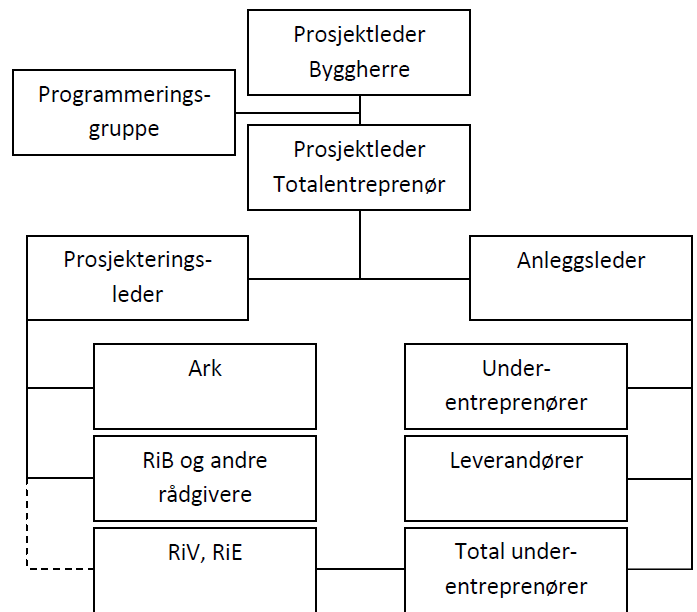 Prosjektleder
Byggherre
Programmerings-
gruppe
Prosjektleder
Totalentreprenør
Prosjekterings-
leder
Anleggsleder
Ark
Under-
entreprenører
RiB og andre
rådgivere
Leverandører
RiV, RiE
Total under-
entreprenører